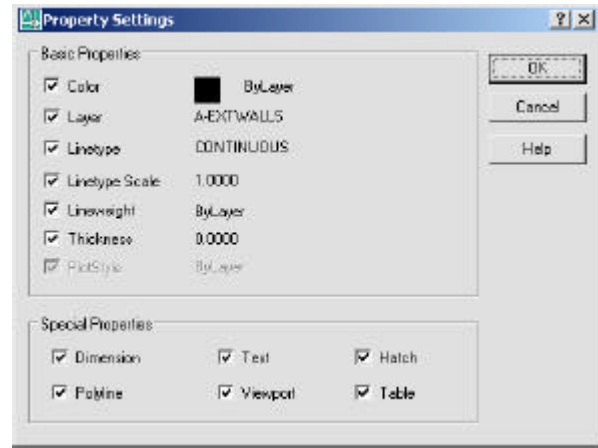 Property Settings
Basic Properties
Color ByLayer
Layer A-EXTWALLS
Linetype CONTINUOUS
Linetype Scale 1.0000
Lineweight ByLayer
Thickness 0.0000
PlotStyle ByLayer
Special Properties
Dimension Text Hatch
Polyline Viewport Table
OK
Cancel
Help